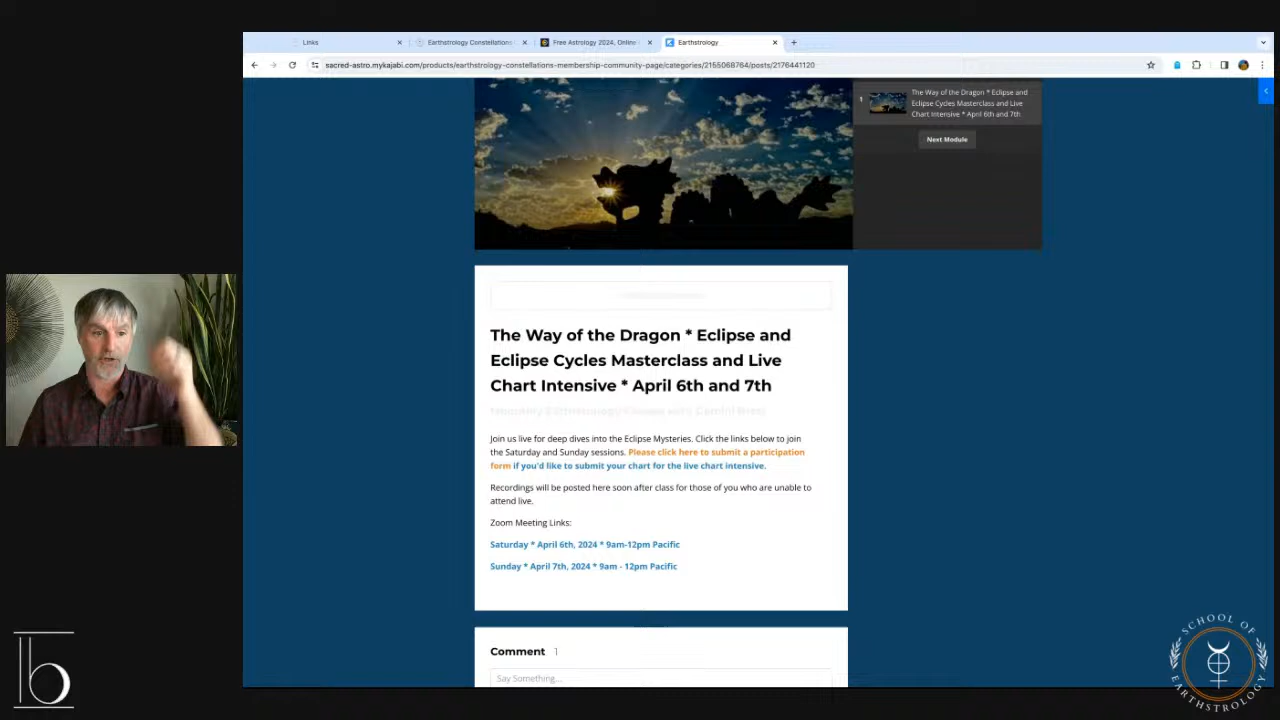 Links
Earthstrology Constellations
Free Astrology 2024, Online
Earthstrology
sacred-astro.mykajabi.com/products/earthstrology-constellations-membership-community-page/categories/2155068764/posts/2176441120
1
The Way of the Dragon * Eclipse and
Eclipse Cycles Masterclass and Live
Chart Intensive * April 6th and 7th
Next Module
The Way of the Dragon * Eclipse and
Eclipse Cycles Masterclass and Live
Chart Intensive * April 6th and 7th
Join us live for deep dives into the Eclipse Mysteries. Click the links below to join
the Saturday and Sunday sessions. Please click here to submit a participation
form if you'd like to submit your chart for the live chart intensive.
Recordings will be posted here soon after class for those of you who are unable to
attend live.
Zoom Meeting Links:
Saturday * April 6th, 2024 * 9am-12pm Pacific
Sunday * April 7th, 2024 * 9am - 12pm Pacific
Comment 1
Say Something...
b
SCHOOL OF
EARTHSTROLOGY